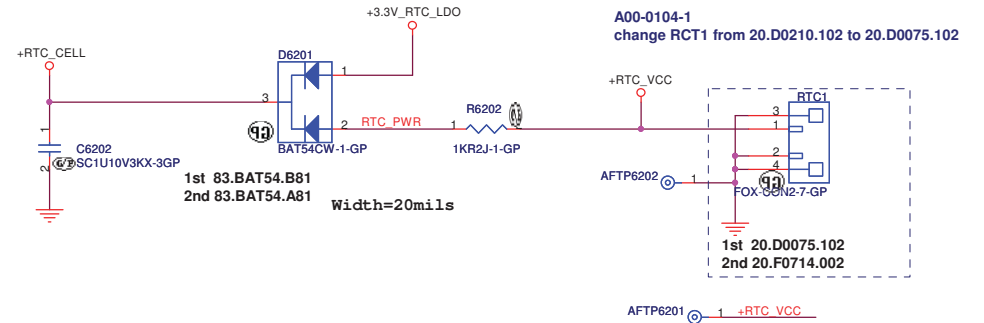 +3.3V_RTC_LDO
A00-0104-1
change RCT1 from 20.D0210.102 to 20.D0075.102
+RTC_CELL
D6201
1
3
+RTC_VCC
RTC1
R6202
3
1
2
RTC_PWR
1
1
2
C6202
SC1U10V3KX-3GP
2
BAT54CW-1-GP
1KR2J-1-GP
2
4
AFTP6202
1
FOX-CON2-7-GP
1st 83.BAT54.B81
2nd 83.BAT54.A81
Width=20mils
1st 20.D0075.102
2nd 20.F0714.002
AFTP6201
1
+RTC_VCC